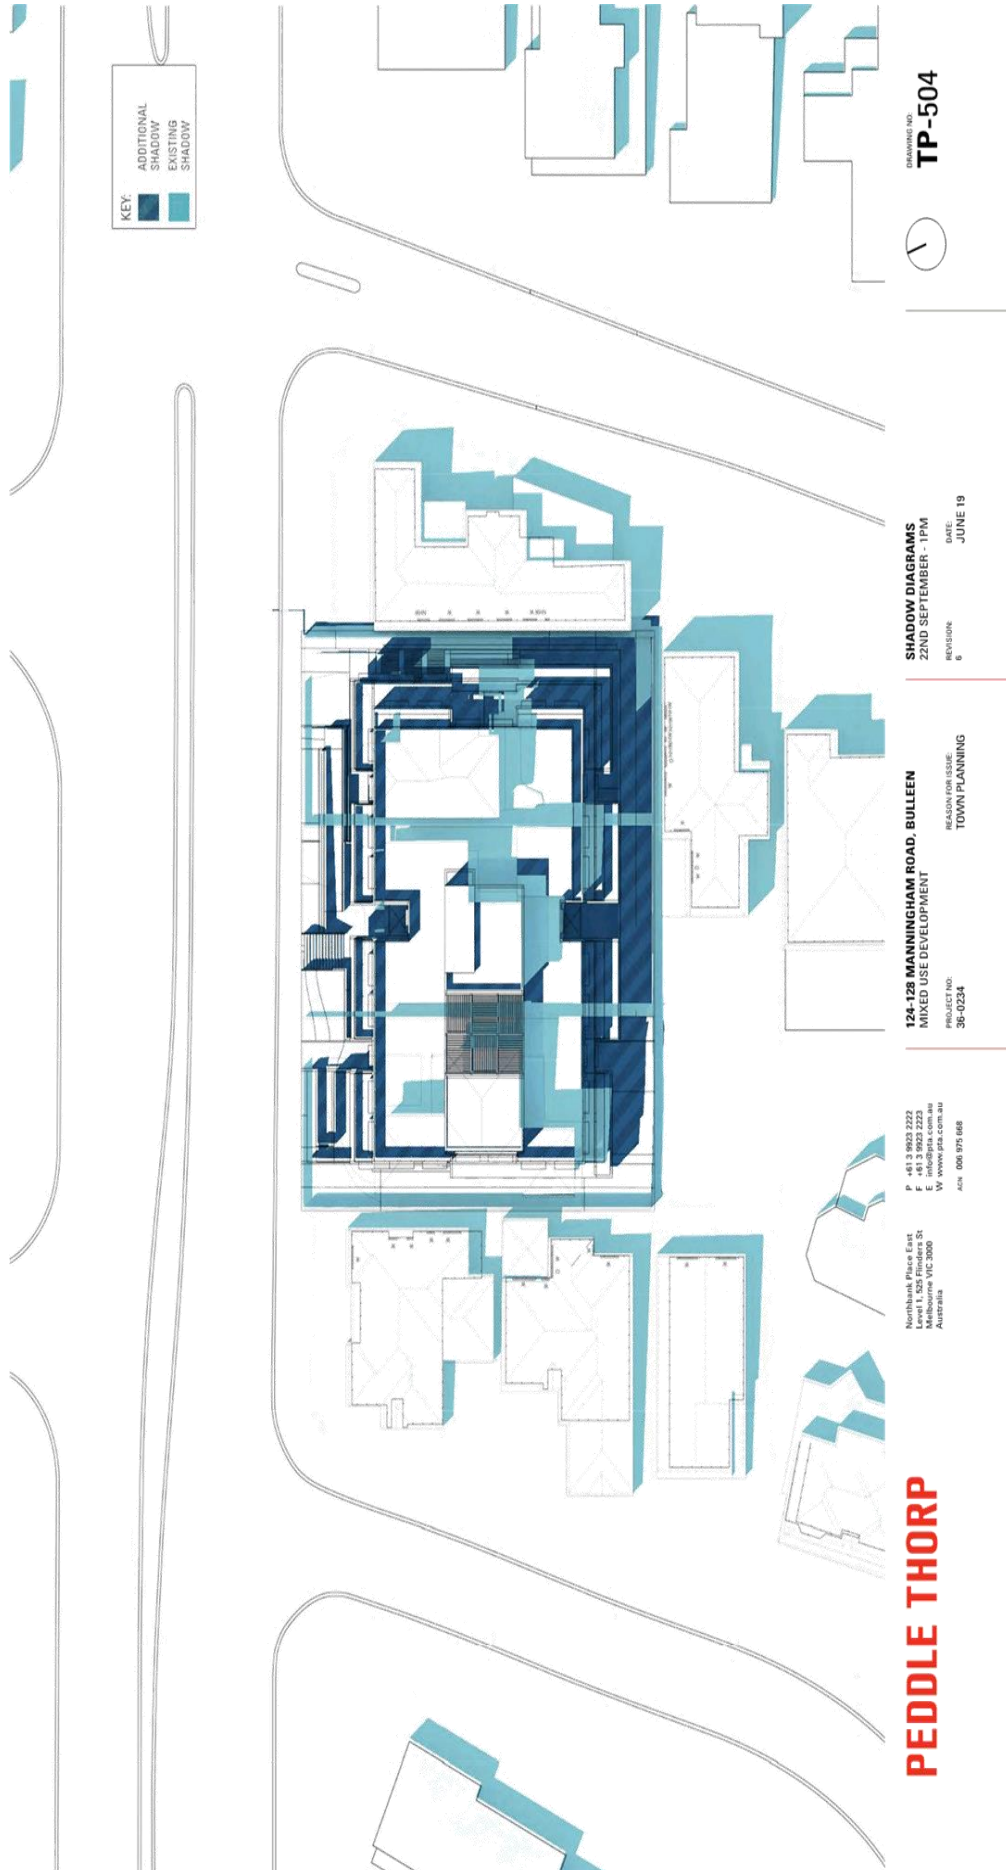 KEY:
ADDITIONAL
SHADOW
EXISTING
SHADOW
PEDDLE THORP
Northbank Place East
Level 1, 525 Flinders St
Melbourne VIC 3000
Australia
P +61 3 9923 2222
F +61 3 9923 2223
E info@pta.com.au
W www.pta.com.au
ACN 006 975 668
124-128 MANNINGHAM ROAD, BULLEEN
MIXED USE DEVELOPMENT
PROJECT NO:
36-0234
REASON FOR ISSUE:
TOWN PLANNING
SHADOW DIAGRAMS
22ND SEPTEMBER - 1PM
REVISION:
6
DATE:
JUNE 19
DRAWING NO:
TP-504